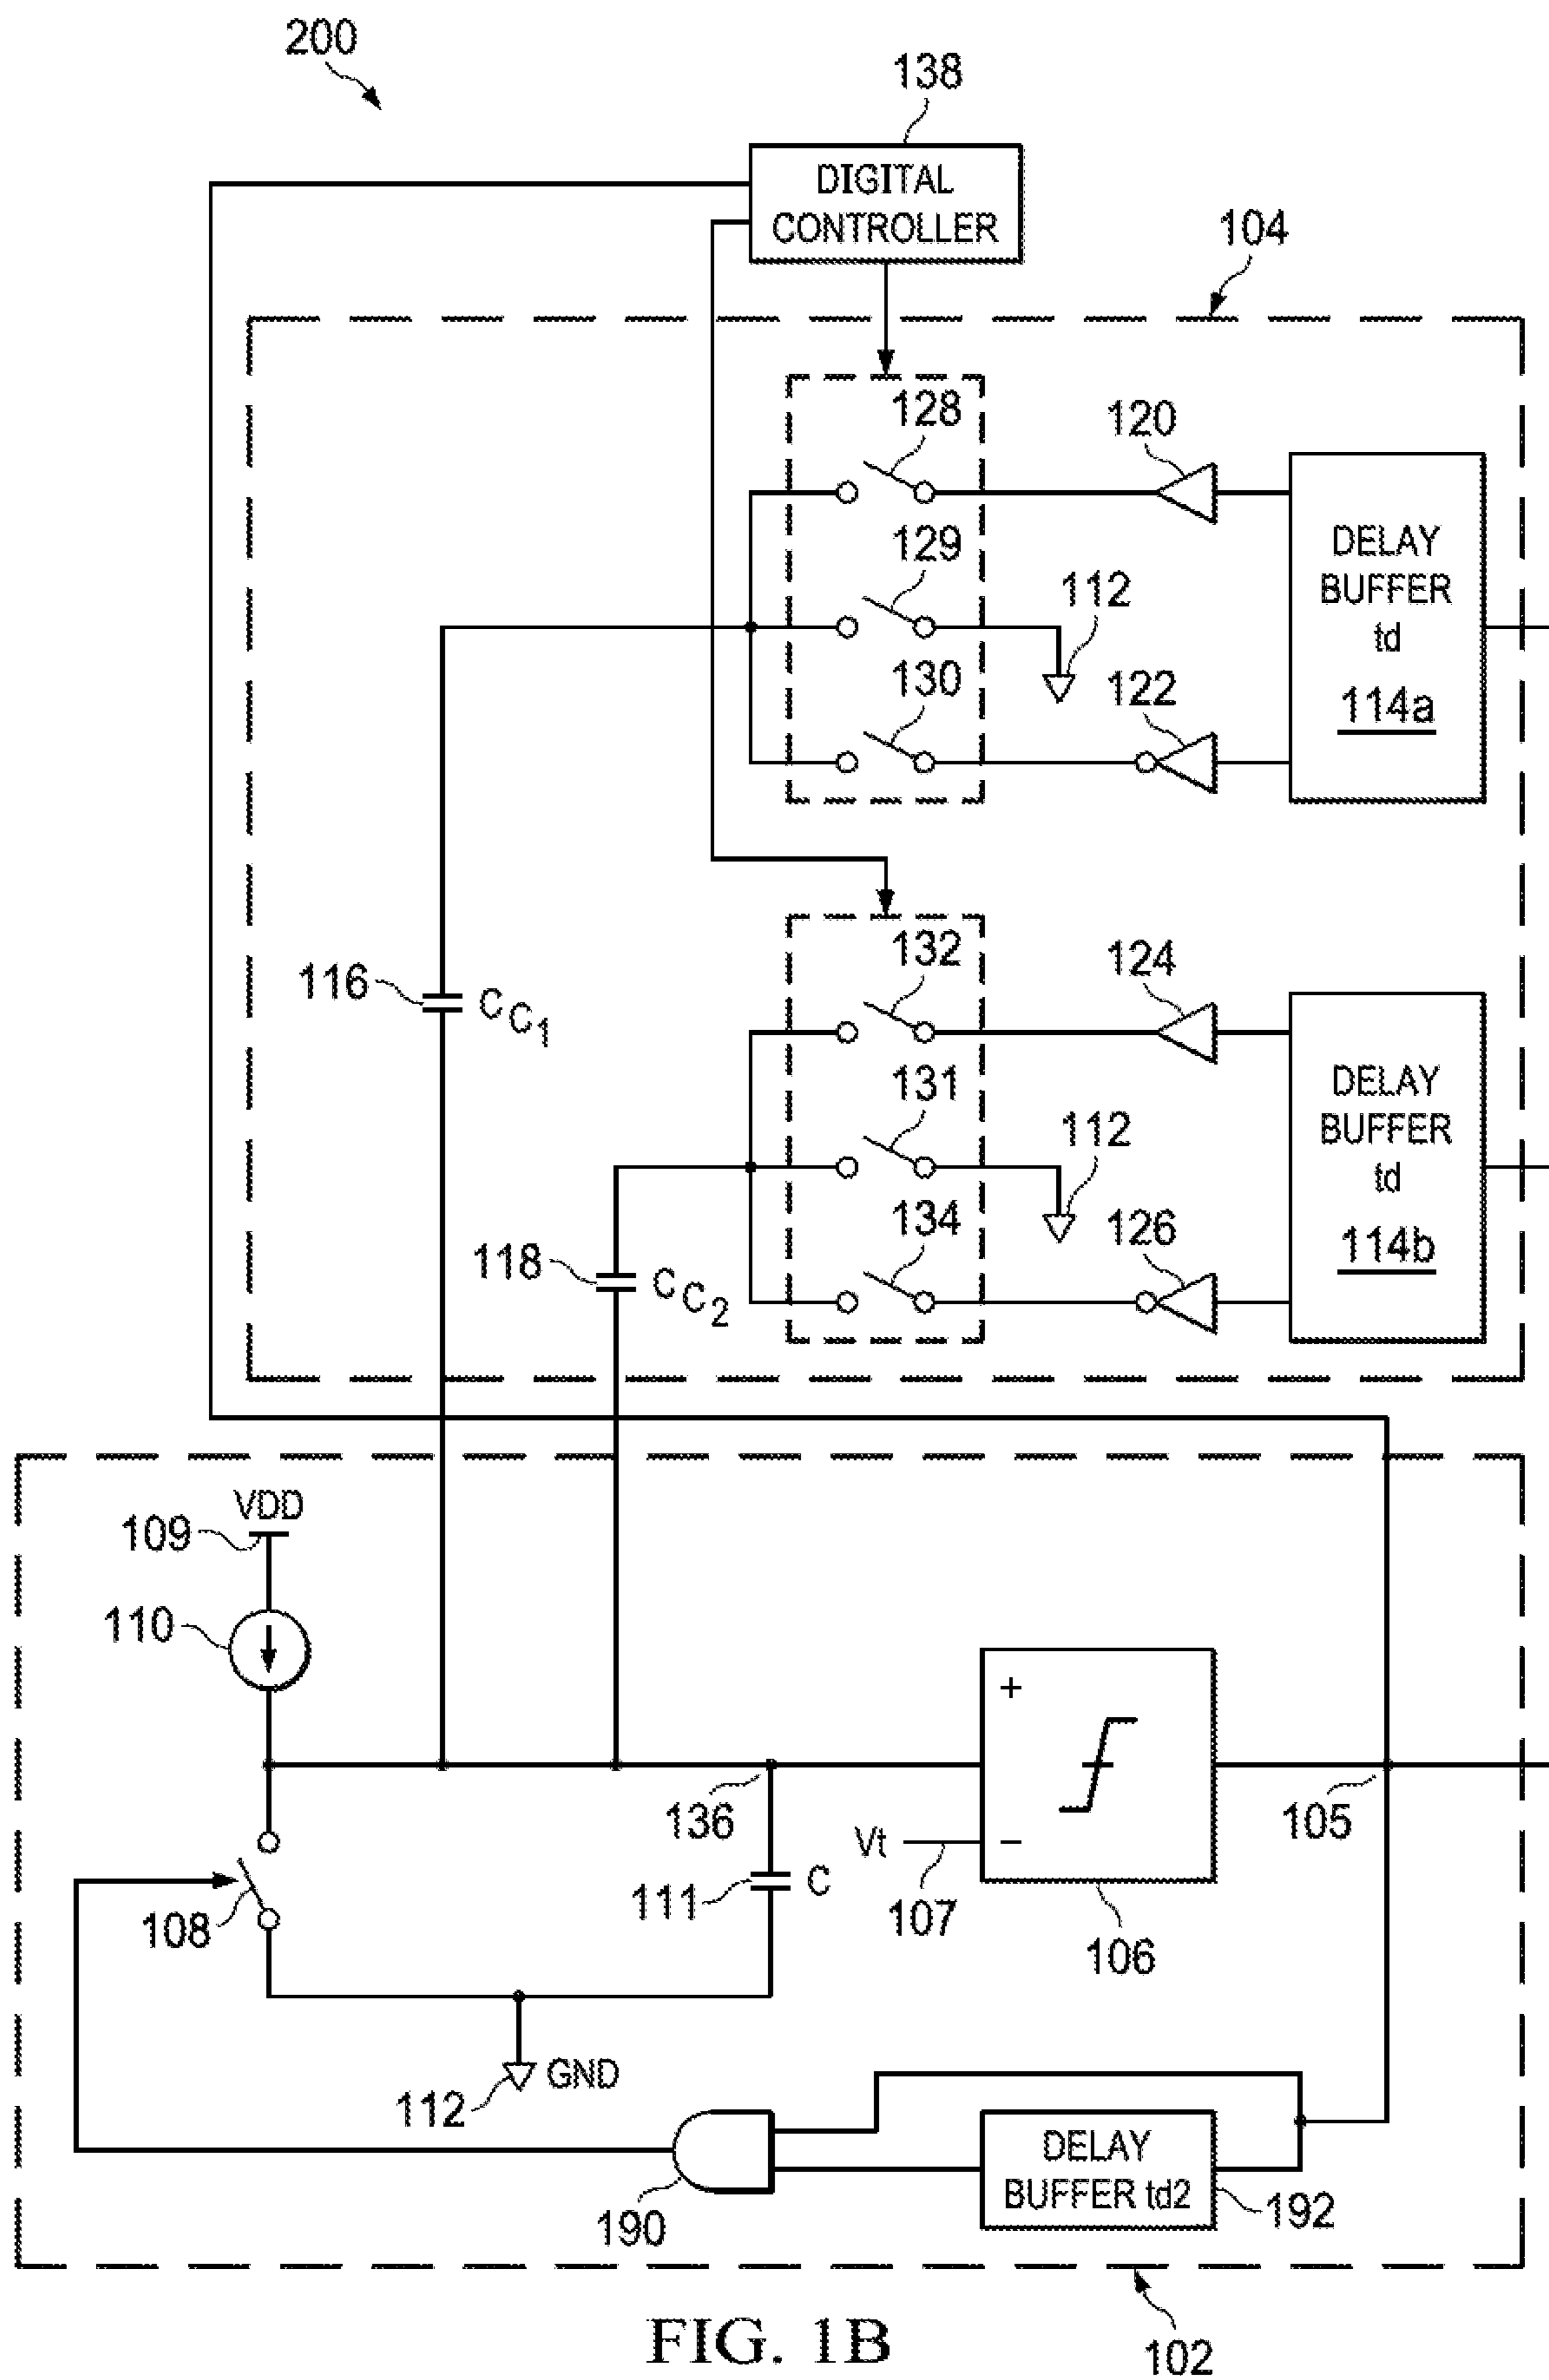 200
138
DIGITAL
CONTROLLER
104
128
120
129
112
130
122
DELAY
BUFFER
td
114a
116
C C1
132
124
131
112
134
126
DELAY
BUFFER
td
114b
118
C C2
VDD
109
110
+
136
105
Vt
−
111
C
107
108
106
GND
112
DELAY
BUFFER td2
190
192
FIG. 1B
102